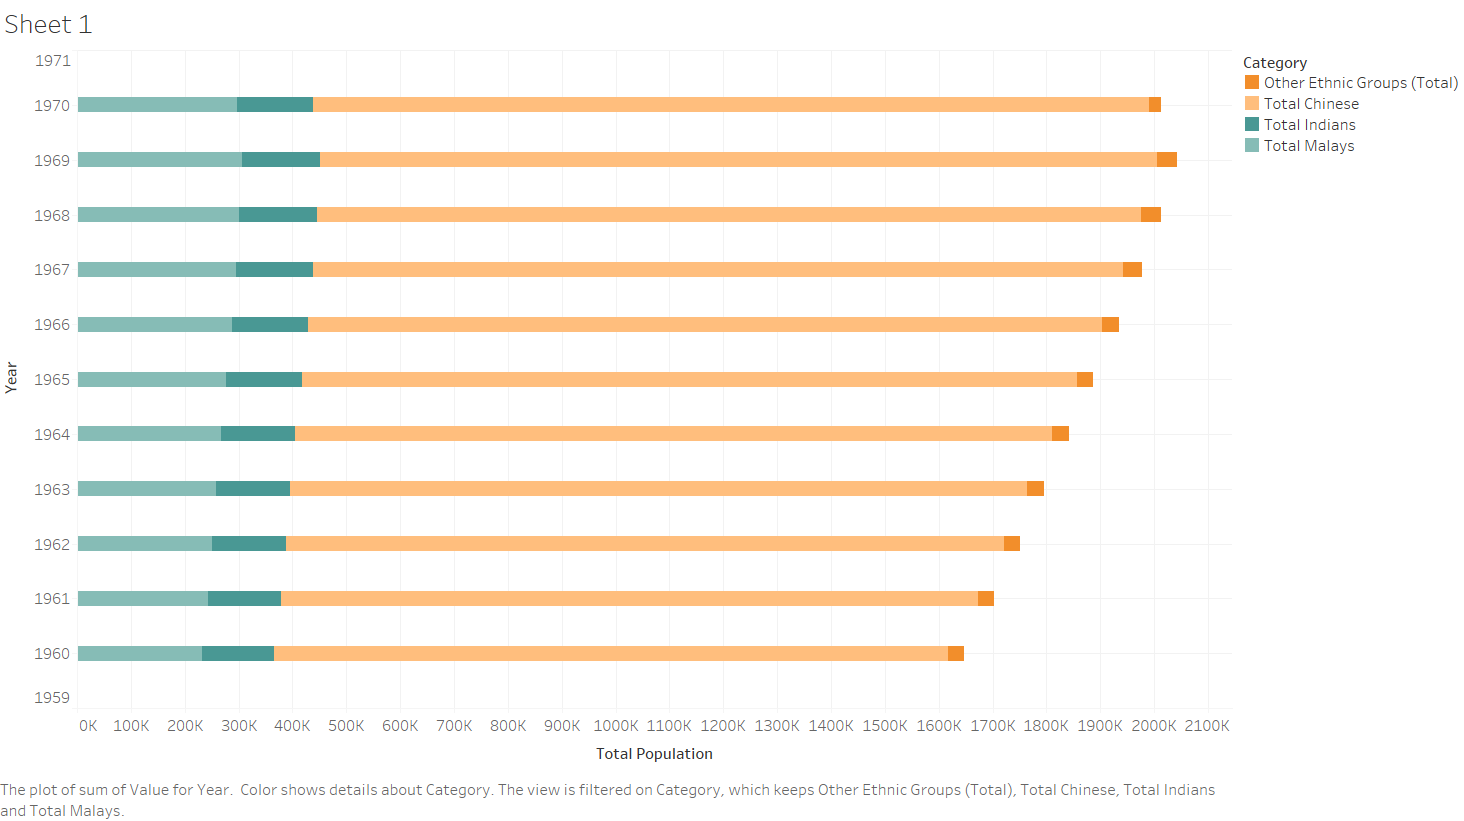 Sheet 1
1971
1970
1969
1968
1967
1966
1965
1964
1963
1962
1961
1960
1959
Year
0K 100K 200K 300K 400K 500K 600K 700K 800K 900K 1000K 1100K 1200K 1300K 1400K 1500K 1600K 1700K 1800K 1900K 2000K 2100K
Total Population
Category
Other Ethnic Groups (Total)
Total Chinese
Total Indians
Total Malays
The plot of sum of Value for Year. Color shows details about Category. The view is filtered on Category, which keeps Other Ethnic Groups (Total), Total Chinese, Total Indians
and Total Malays.